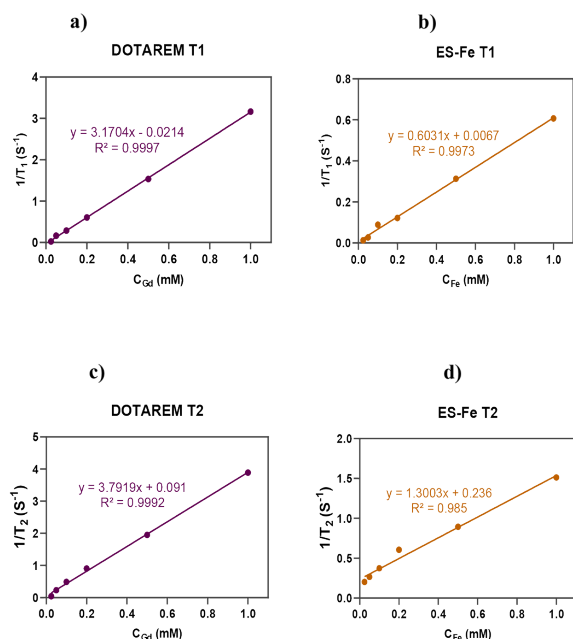 a)
DOTAREM T1
4
3
2
1
0
y = 3.1704x - 0.0214
R² = 0.9997
1/T₁ (S⁻¹)
0.0
0.2
0.4
0.6
0.8
1.0
C_Gd (mM)
b)
ES-Fe T1
0.8
0.6
0.4
0.2
0.0
y = 0.6031x + 0.0067
R² = 0.9973
1/T₁ (S⁻¹)
0.0
0.2
0.4
0.6
0.8
1.0
C_Fe (mM)
c)
DOTAREM T2
5
4
3
2
1
0
y = 3.7919x + 0.091
R² = 0.9992
1/T₂ (S⁻¹)
0.0
0.2
0.4
0.6
0.8
1.0
C_Gd (mM)
d)
ES-Fe T2
2.0
1.5
1.0
0.5
0.0
y = 1.3003x + 0.236
R² = 0.985
1/T₂ (S⁻¹)
0.0
0.2
0.4
0.6
0.8
1.0
C_Fe (mM)